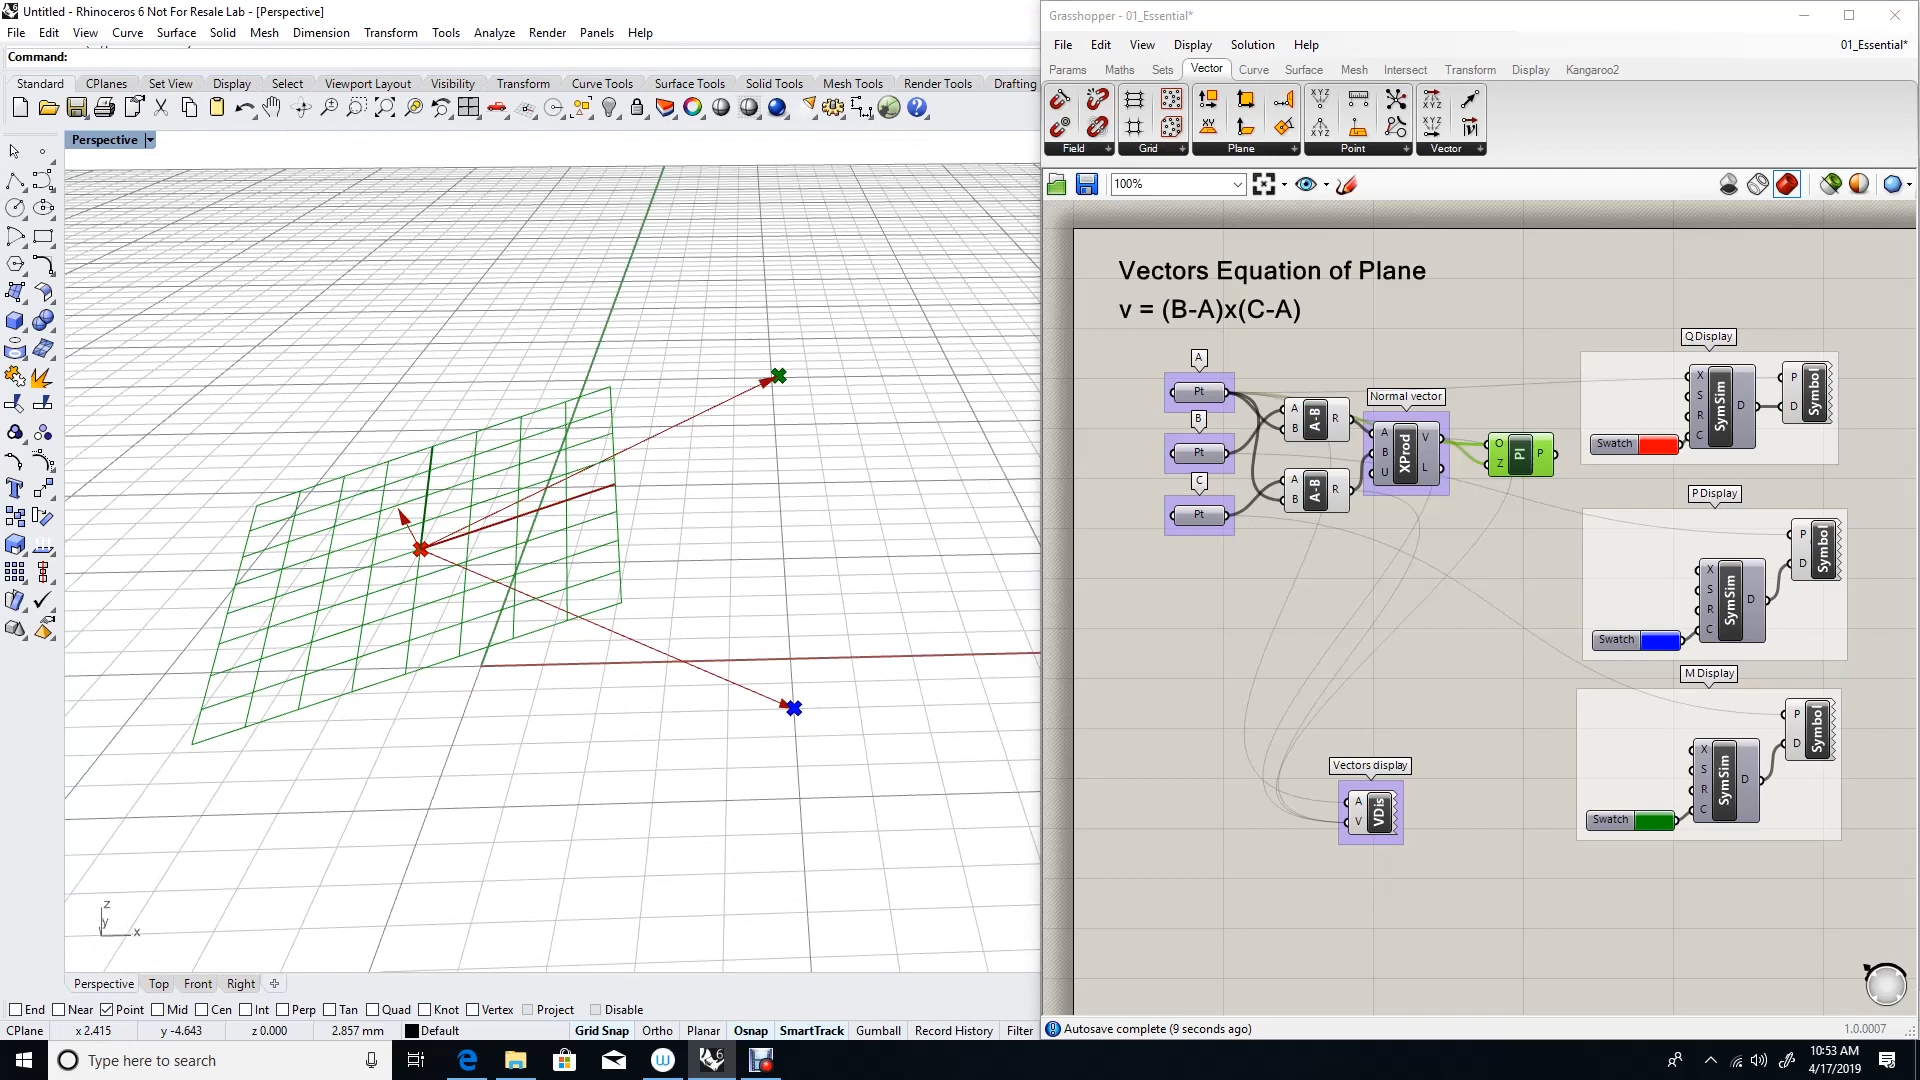 Untitled - Rhinoceros 6 Not For Resale Lab - [Perspective]
File Edit View Curve Surface Solid Mesh Dimension Transform Tools Analyze Render Panels Help
Command:
Standard CPlanes Set View Display Select Viewport Layout Visibility Transform Curve Tools Surface Tools Solid Tools Mesh Tools Render Tools Drafting
Perspective
z
y
x
Perspective Top Front Right
End Near Point Mid Cen Int Perp Tan Quad Knot Vertex Project Disable
CPlane x 2.415 y -4.643 z 0.000 2.857 mm Default Grid Snap Ortho Planar Osnap SmartTrack Gumball Record History Filter
Grasshopper - 01_Essential*
File Edit View Display Solution Help 01_Essential*
Params Maths Sets Vector Curve Surface Mesh Intersect Transform Display Kangaroo2
Field Grid Plane Point Vector
100%
Vectors Equation of Plane
v = (B-A)x(C-A)
A
Pt
B
Pt
C
Pt
A B A-B R
A B A-B R
Normal vector
A B U XProd V L
O Z Pl P
Q Display
X S R C SymSim D
P D Symbol
Swatch
P Display
P D Symbol
X S R C SymSim D
Swatch
M Display
P D Symbol
X S R C SymSim D
Swatch
Vectors display
A V VDis
Autosave complete (9 seconds ago) 1.0.0007
Type here to search
10:53 AM
4/17/2019